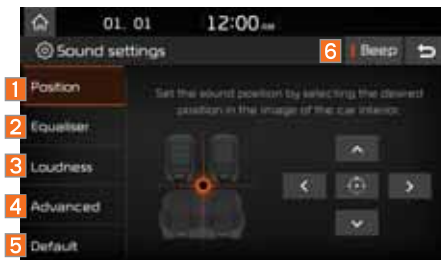 01. 01 12:00 AM
Sound settings 6 Beep
1 Position
Set the sound position by selecting the desired
position in the image of the car interior.
2 Equaliser
3 Loudness
4 Advanced
5 Default